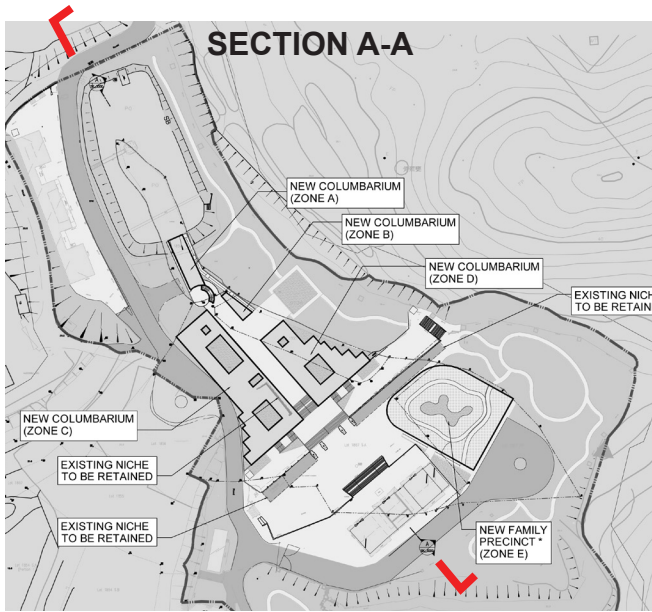 SECTION A-A
NEW COLUMBARIUM
(ZONE A)
NEW COLUMBARIUM
(ZONE B)
NEW COLUMBARIUM
(ZONE D)
EXISTING NICH
TO BE RETAIN
NEW COLUMBARIUM
(ZONE C)
EXISTING NICHE
TO BE RETAINED
EXISTING NICHE
TO BE RETAINED
NEW FAMILY
PRECINCT *
(ZONE E)
A